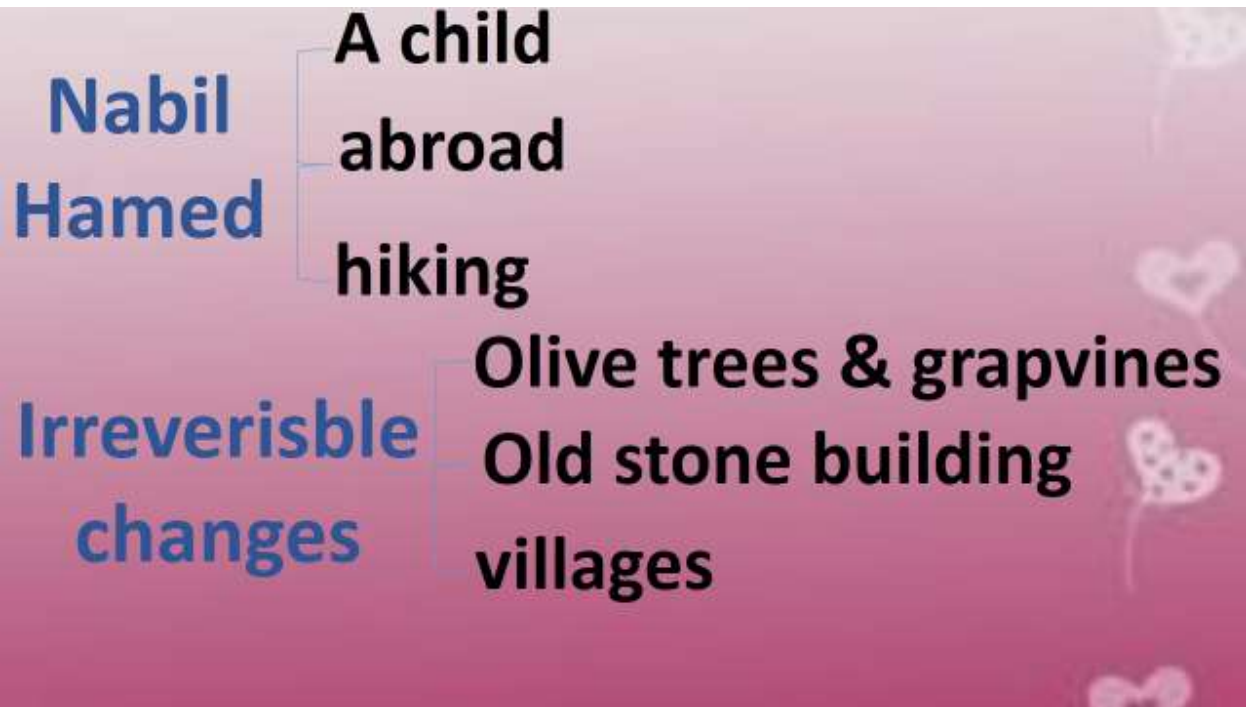 Nabil
Hamed
A child
abroad
hiking
Irreverisble
changes
Olive trees & grapvines
Old stone building
villages